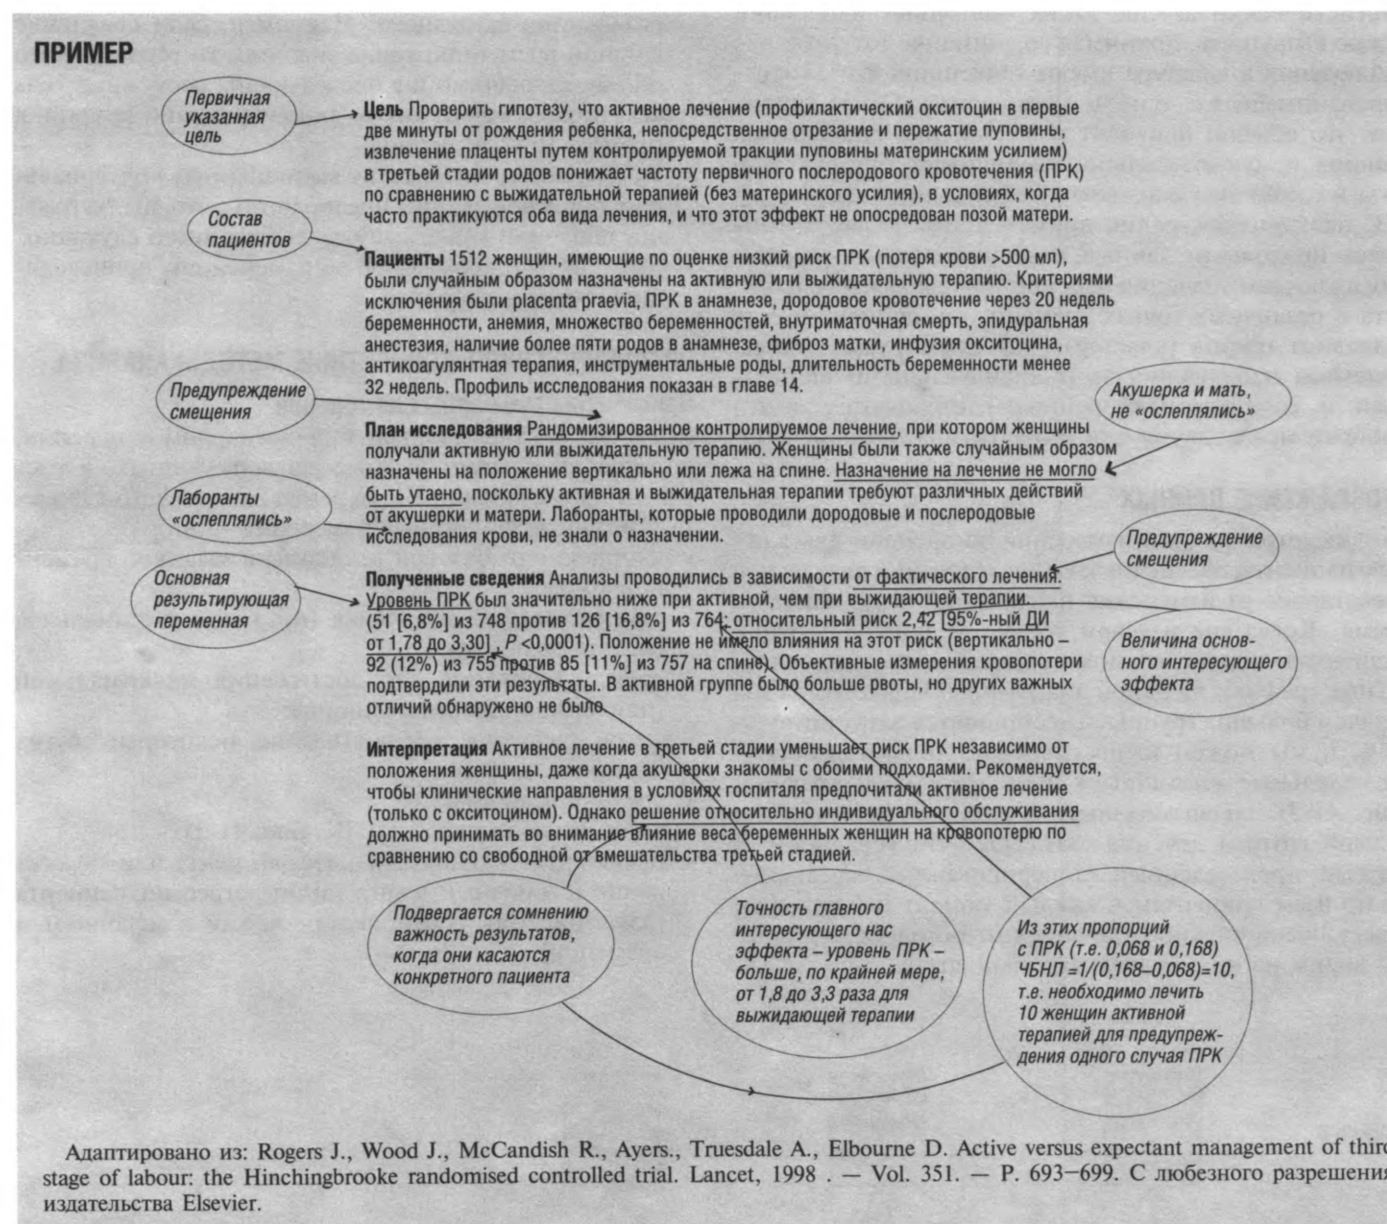 ПРИМЕР
Первичная
указанная
цель
Цель Проверить гипотезу, что активное лечение (профилактический окситоцин в первые
две минуты от рождения ребенка, непосредственное отрезание и пережатие пуповины,
извлечение плаценты путем контролируемой тракции пуповины материнским усилием)
в третьей стадии родов понижает частоту первичного послеродового кровотечения (ПРК)
по сравнению с выжидательной терапией (без материнского усилия), в условиях, когда
часто практикуются оба вида лечения, и что этот эффект не опосредован позой матери.
Состав
пациентов
Пациенты 1512 женщин, имеющие по оценке низкий риск ПРК (потеря крови >500 мл),
были случайным образом назначены на активную или выжидательную терапию. Критериями
исключения были placenta praevia, ПРК в анамнезе, дородовое кровотечение через 20 недель
беременности, анемия, множество беременностей, внутриматочная смерть, эпидуральная
анестезия, наличие более пяти родов в анамнезе, фиброз матки, инфузия окситоцина,
антикоагулянтная терапия, инструментальные роды, длительность беременности менее
32 недель. Профиль исследования показан в главе 14.
Предупреждение
смещения
Акушерка и мать,
не «ослеплялись»
План исследования Рандомизированное контролируемое лечение, при котором женщины
получали активную или выжидательную терапию. Женщины были также случайным образом
назначены на положение вертикально или лежа на спине. Назначение на лечение не могло
быть утаено, поскольку активная и выжидательная терапии требуют различных действий
от акушерки и матери. Лаборанты, которые проводили дородовые и послеродовые
исследования крови, не знали о назначении.
Лаборанты
«ослеплялись»
Предупреждение
смещения
Основная
результирующая
переменная
Полученные сведения Анализы проводились в зависимости от фактического лечения.
Уровень ПРК был значительно ниже при активной, чем при выжидающей терапии.
(51 [6,8%] из 748 против 126 [16,8%] из 764; относительный риск 2,42 [95%-ный ДИ
от 1,78 до 3,30] , P <0,0001). Положение не имело влияния на этот риск (вертикально –
92 (12%) из 755 против 85 [11%] из 757 на спине). Объективные измерения кровопотери
подтвердили эти результаты. В активной группе было больше рвоты, но других важных
отличий обнаружено не было.
Величина основ-
ного интересующего
эффекта
Интерпретация Активное лечение в третьей стадии уменьшает риск ПРК независимо от
положения женщины, даже когда акушерки знакомы с обоими подходами. Рекомендуется,
чтобы клинические направления в условиях госпиталя предпочитали активное лечение
(только с окситоцином). Однако решение относительно индивидуального обслуживания
должно принимать во внимание влияние веса беременных женщин на кровопотерю по
сравнению со свободной от вмешательства третьей стадией.
Подвергается сомнению
важность результатов,
когда они касаются
конкретного пациента
Точность главного
интересующего нас
эффекта – уровень ПРК –
больше, по крайней мере,
от 1,8 до 3,3 раза для
выжидающей терапии
Из этих пропорций
с ПРК (т.е. 0,068 и 0,168)
ЧБНЛ =1/(0,168–0,068)=10,
т.е. необходимо лечить
10 женщин активной
терапией для предупреж-
дения одного случая ПРК
Адаптировано из: Rogers J., Wood J., McCandish R., Ayers., Truesdale A., Elbourne D. Active versus expectant management of third
stage of labour: the Hinchingbrooke randomised controlled trial. Lancet, 1998 . — Vol. 351. — P. 693—699. С любезного разрешения
издательства Elsevier.